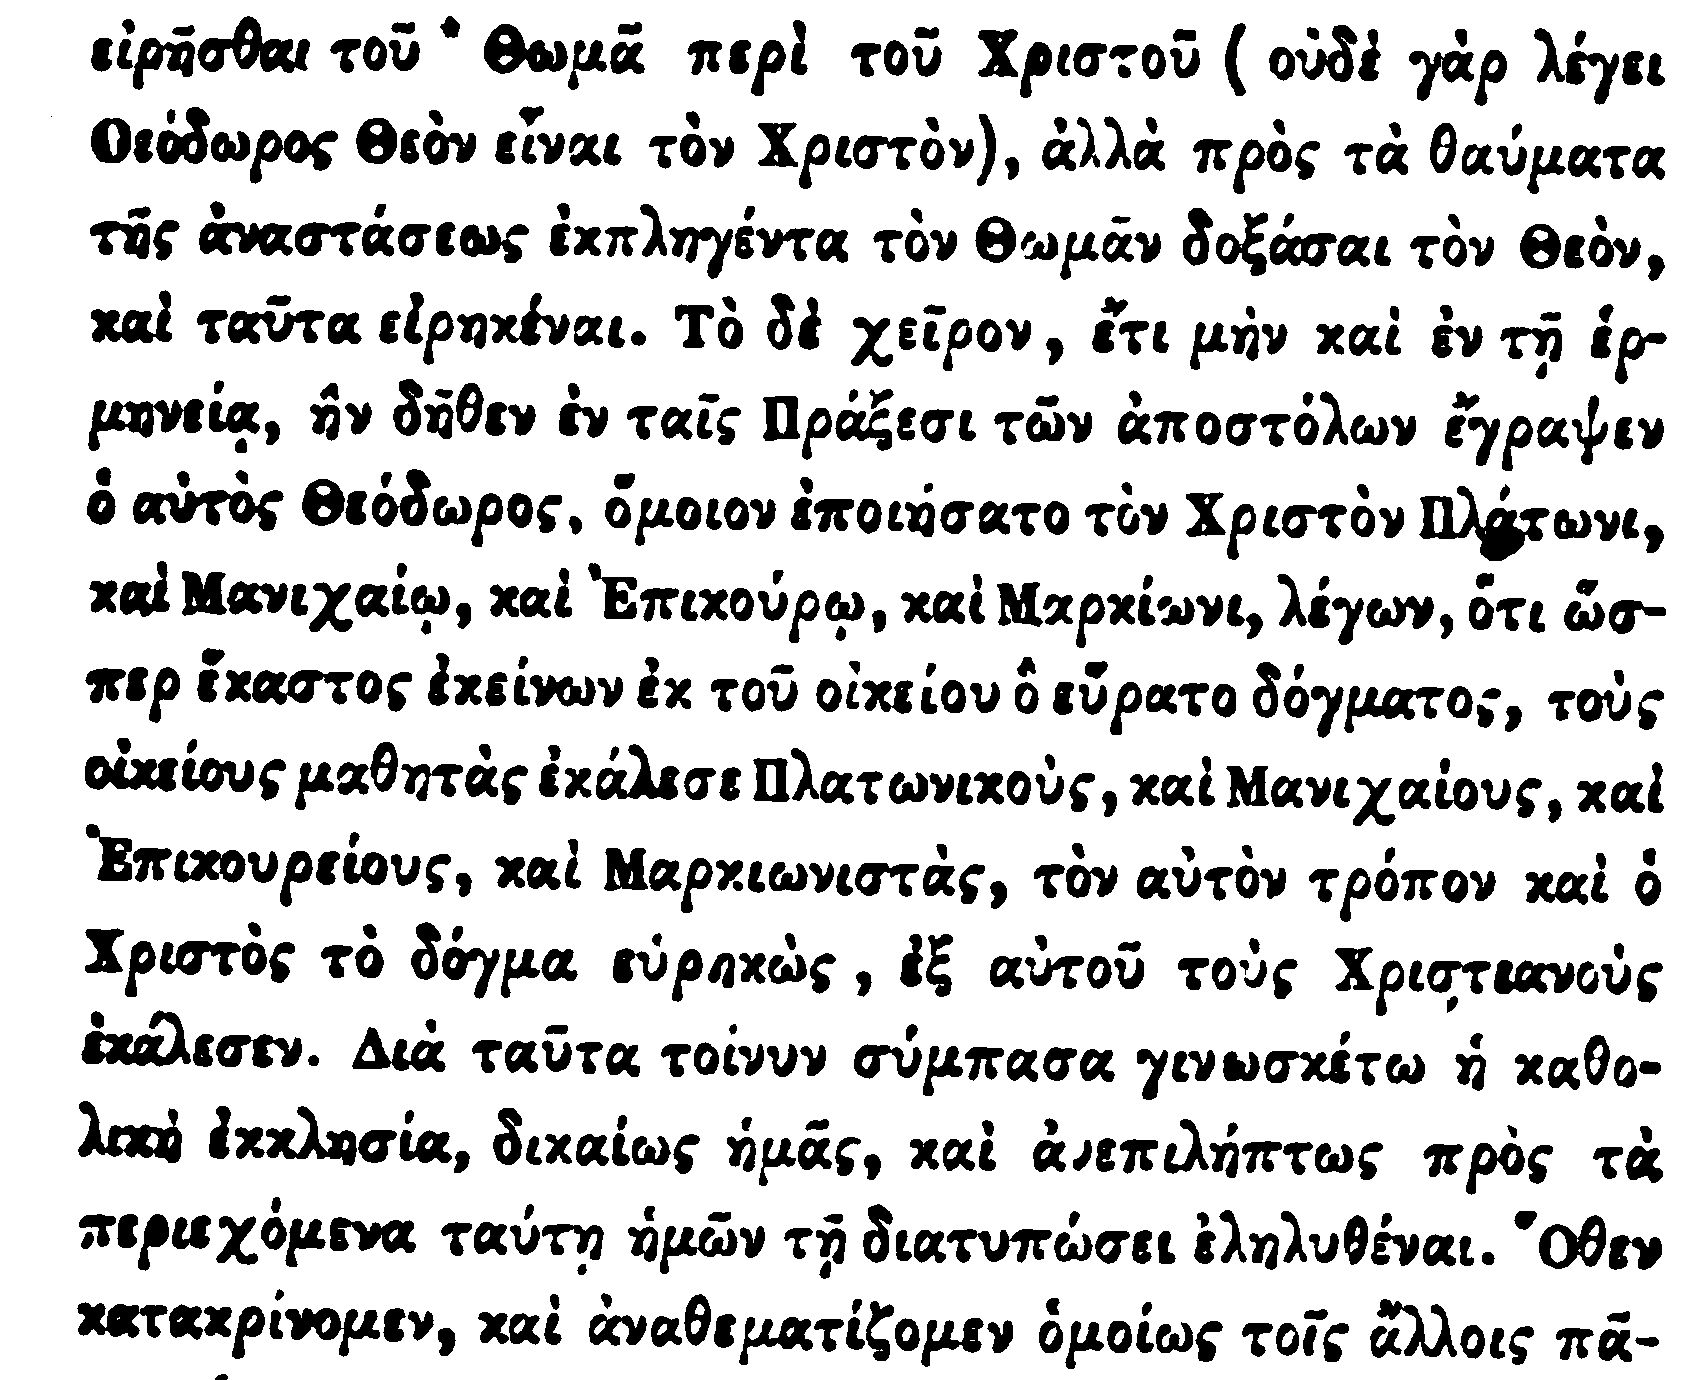 εἰρῆσθαι τοῦ Θωμᾶ περὶ τοῦ Χριστοῦ ( οὐδὲ γὰρ λέγει
Θεόδωρος Θεὸν εἶναι τὸν Χριστὸν), ἀλλὰ πρὸς τὰ θαύματα
τῆς ἀναστάσεως ἐκπληγέντα τὸν Θωμᾶν δοξάσαι τὸν Θεὸν,
καὶ ταῦτα εἰρηκέναι. Τὸ δὲ χεῖρον, ἔτι μὴν καὶ ἐν τῇ ἑρ-
μηνείᾳ, ἣν δῆθεν ἐν ταῖς Πράξεσι τῶν ἀποστόλων ἔγραψεν
ὁ αὐτὸς Θεόδωρος, ὅμοιον ἐποιήσατο τὸν Χριστὸν Πλάτωνι,
καὶ Μανιχαίῳ, καὶ Ἐπικούρῳ, καὶ Μαρκίωνι, λέγων, ὅτι ὥσ-
περ ἕκαστος ἐκείνων ἐκ τοῦ οἰκείου ὃ εὕρατο δόγματος, τοὺς
οἰκείους μαθητὰς ἐκάλεσε Πλατωνικοὺς, καὶ Μανιχαίους, καὶ
Ἐπικουρείους, καὶ Μαρκιωνιστὰς, τὸν αὐτὸν τρόπον καὶ ὁ
Χριστὸς τὸ δόγμα εὑρηκὼς , ἐξ αὐτοῦ τοὺς Χριστιανοὺς
ἐκάλεσεν. Διὰ ταῦτα τοίνυν σύμπασα γινωσκέτω ἡ καθο-
λικὴ ἐκκλησία, δικαίως ἡμᾶς, καὶ ἀνεπιλήπτως πρὸς τὰ
περιεχόμενα ταύτῃ ἡμῶν τῇ διατυπώσει ἐληλυθέναι. Ὅθεν
κατακρίνομεν, καὶ ἀναθεματίζομεν ὁμοίως τοῖς ἄλλοις πᾶ-